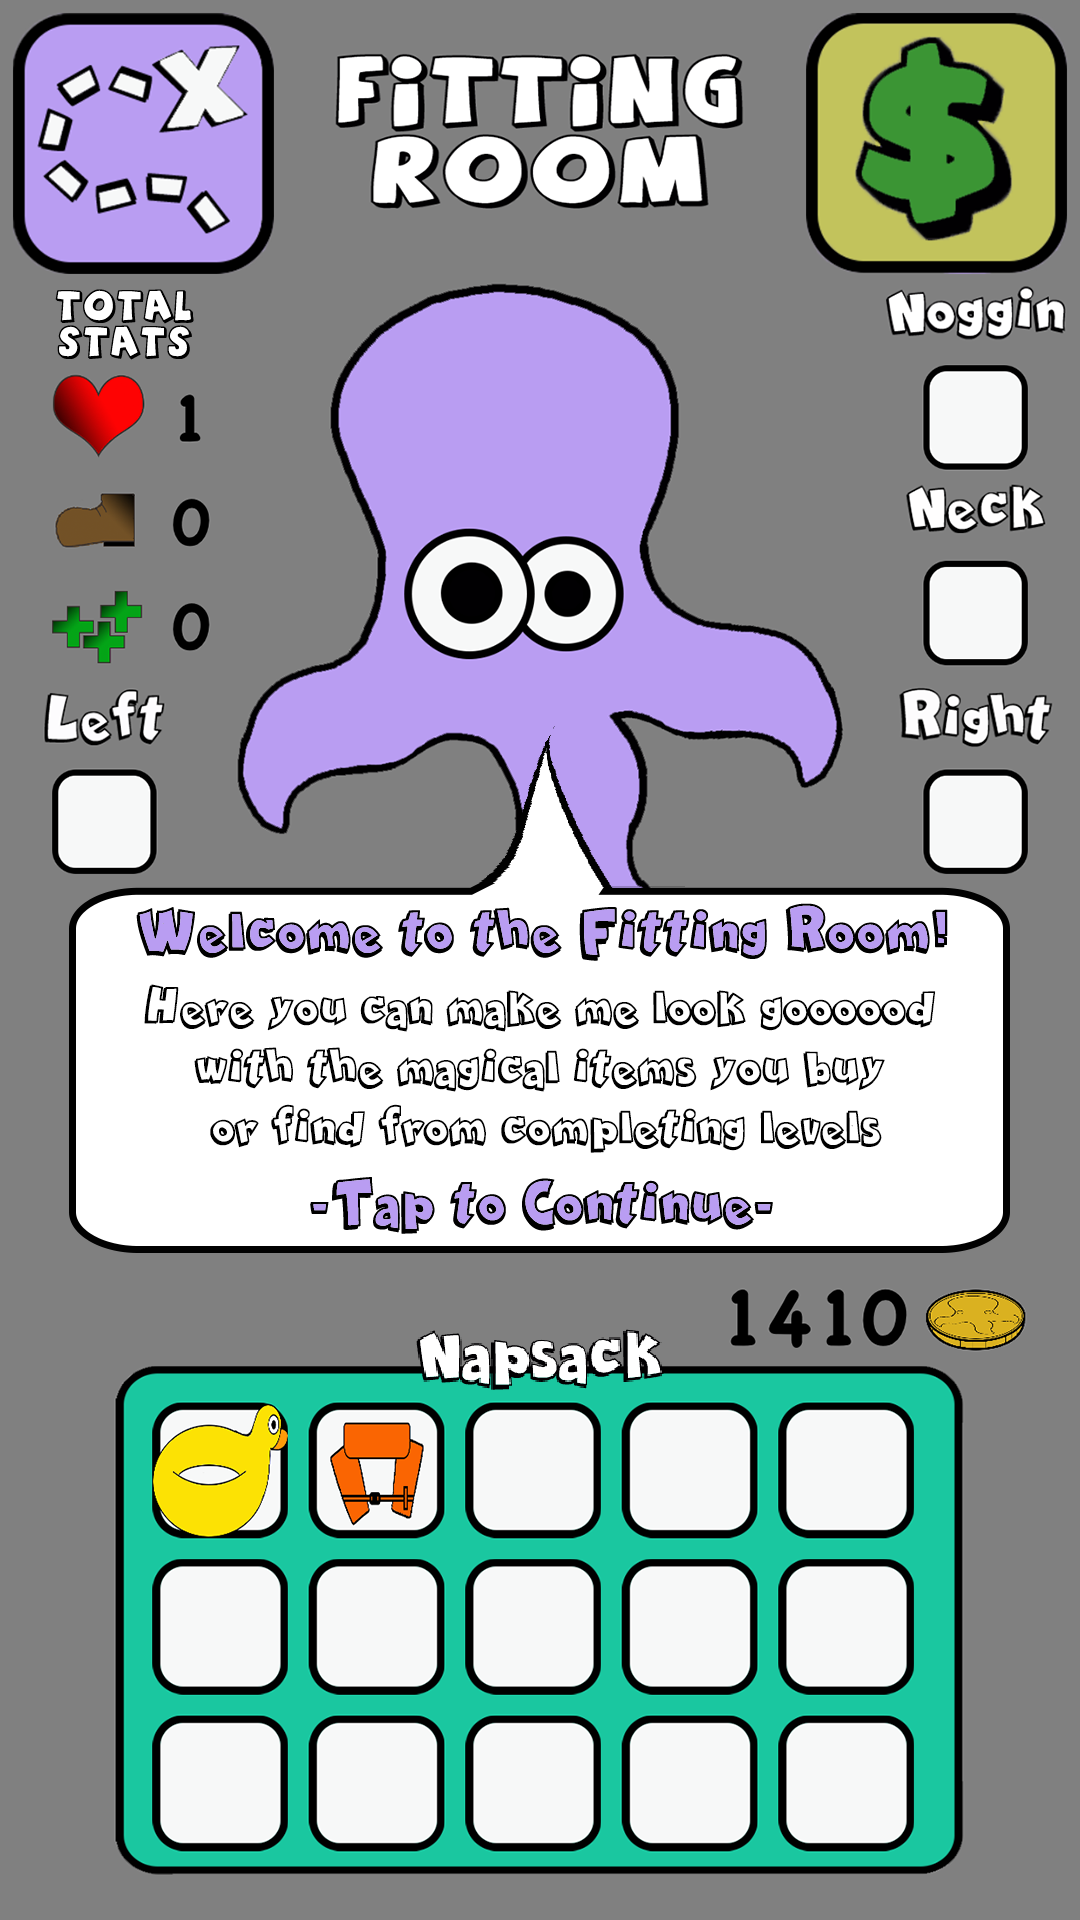 FiTTiNG
ROOM
X
$
TOTAL
STATS
1
0
0
Left
Noggin
Neck
Right
Welcome to the Fitting Room!
Here you can make me look goooood
with the magical items you buy
or find from completing levels
-Tap to Continue-
1410
Napsack